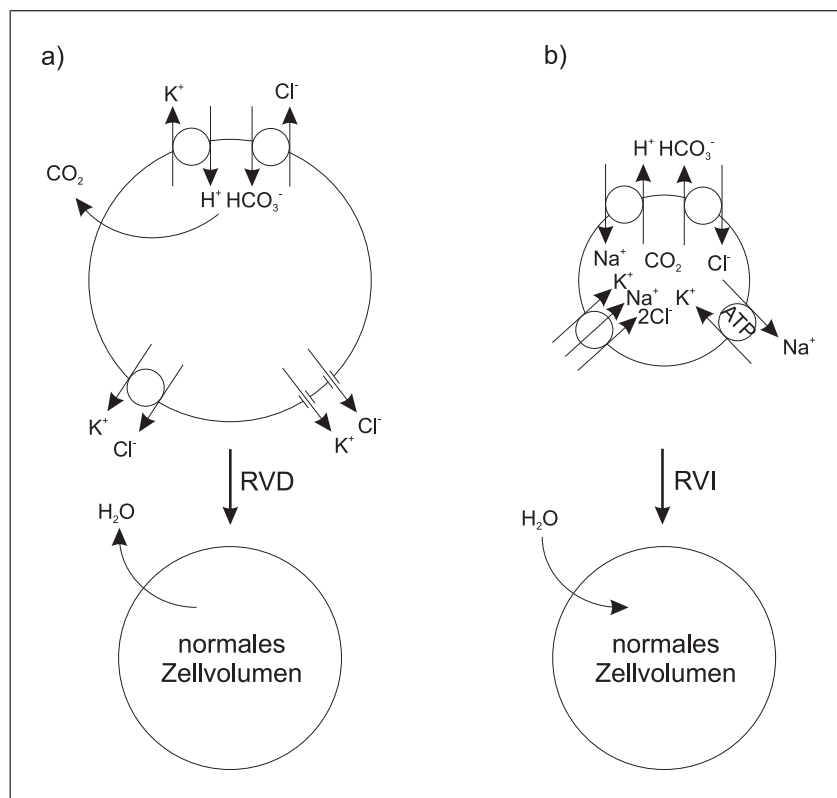 a)
K⁺
Cl⁻
CO₂
H⁺ HCO₃⁻
K⁺
Cl⁻
K⁺
Cl⁻
RVD
H₂O
normales
Zellvolumen
b)
H⁺ HCO₃⁻
Na⁺
CO₂
Cl⁻
K⁺
Na⁺
2Cl⁻
K⁺
ATP
Na⁺
RVI
H₂O
normales
Zellvolumen